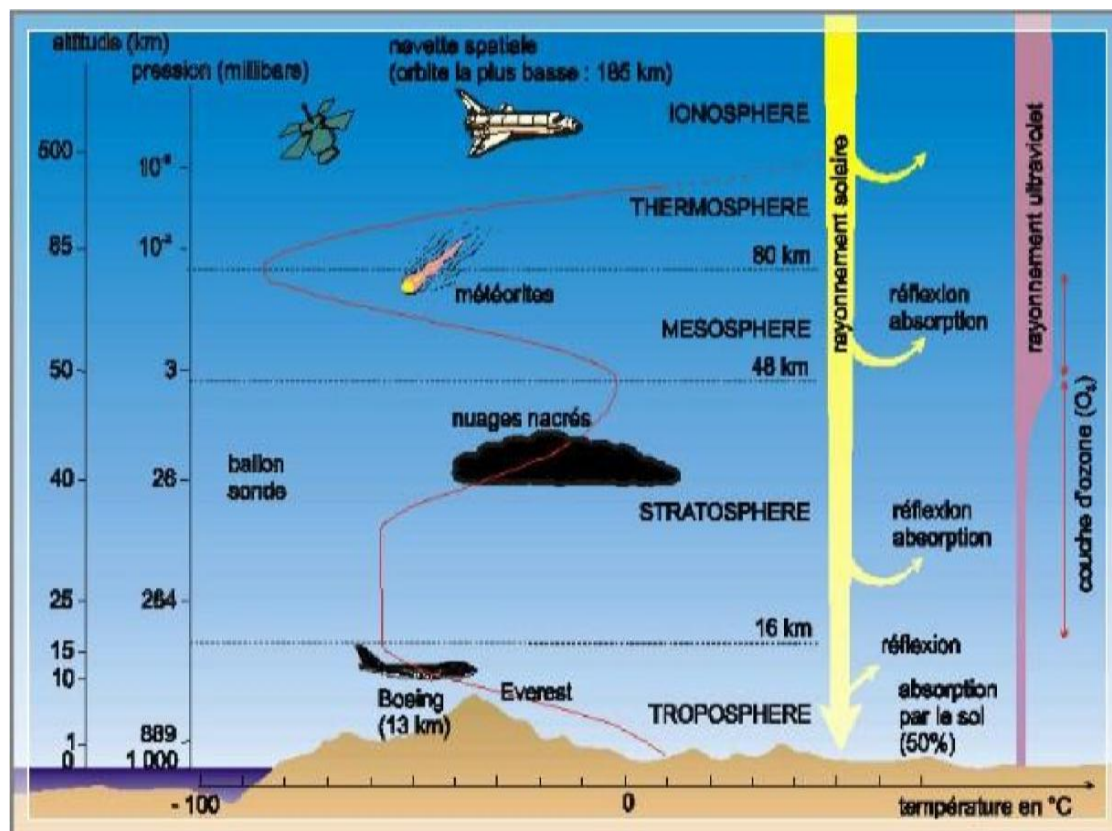 altitude (km)
pression (millibars)
navette spatiale
(orbite la plus basse : 185 km)
IONOSPHERE
500
10⁻⁸
THERMOSPHERE
85
10⁻²
80 km
météorites
MESOSPHERE
50
3
48 km
nuages nacrés
ballon
sonde
40
26
STRATOSPHERE
25
264
16 km
15
10
Boeing
(13 km)
Everest
TROPOSPHERE
1
889
0
1 000
- 100
0
température en °C
rayonnement solaire
réflexion
absorption
réflexion
absorption
réflexion
absorption
par le sol
(50%)
rayonnement ultraviolet
couche d'ozone (O₃)